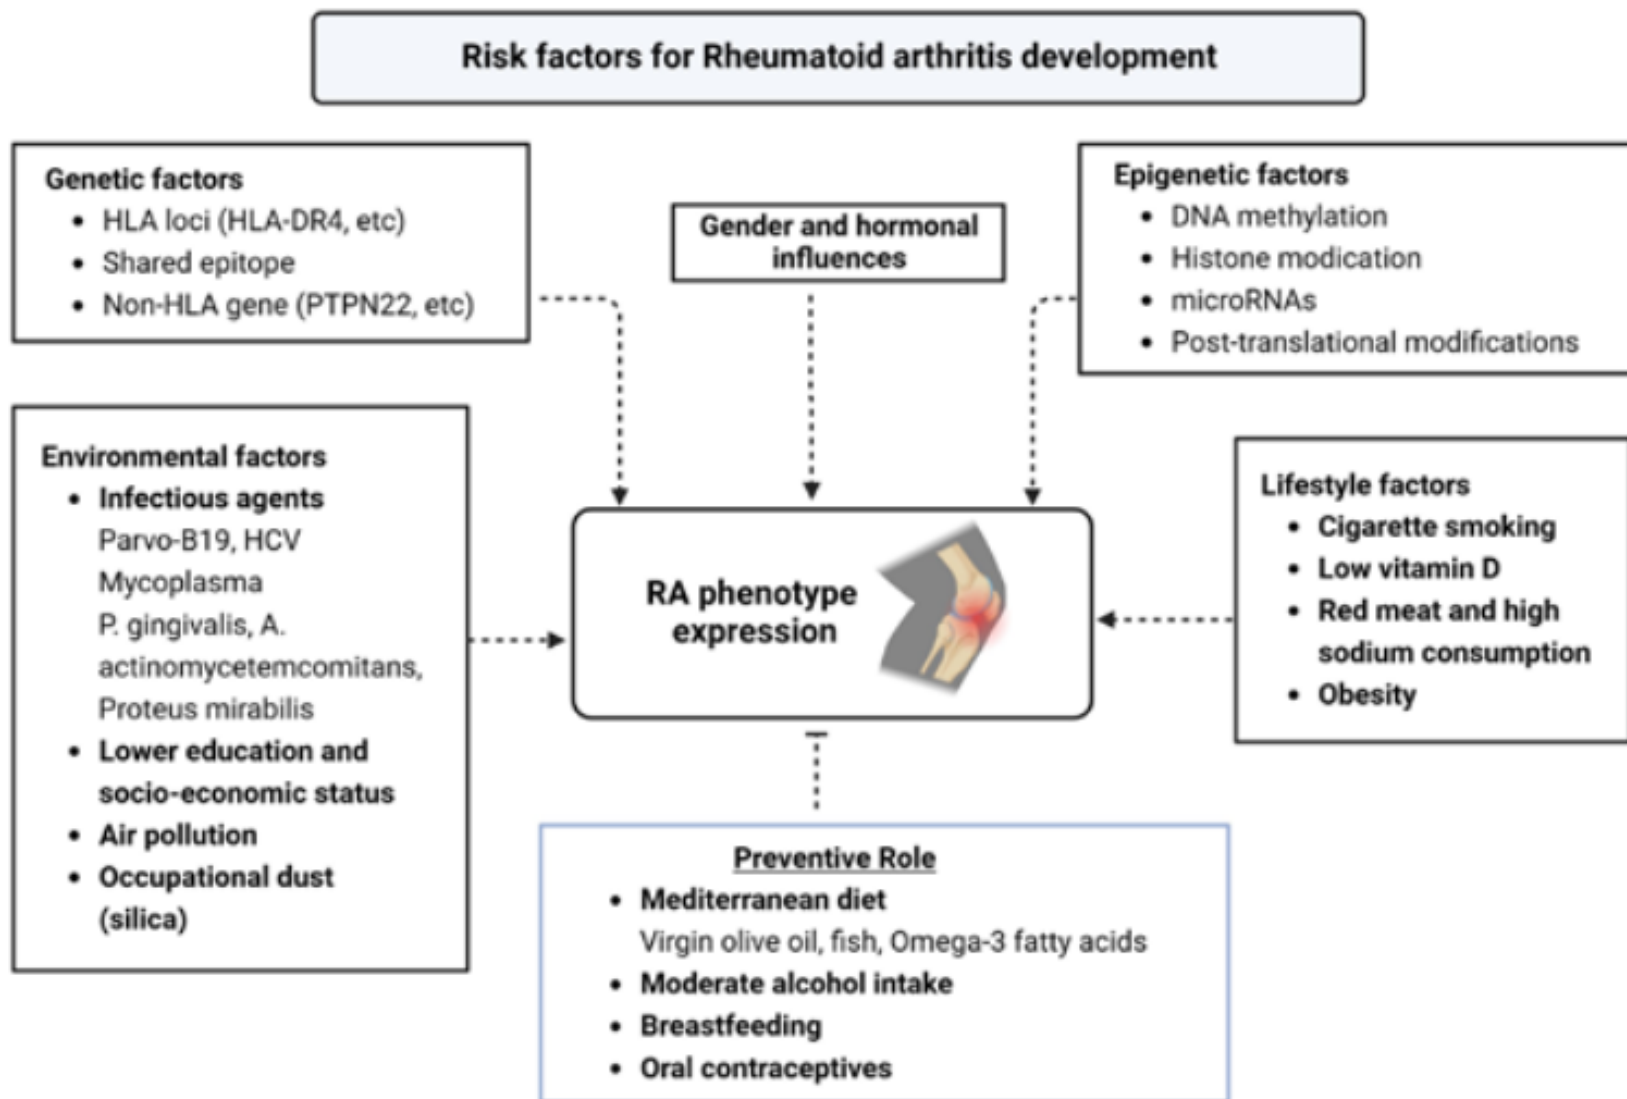 Risk factors for Rheumatoid arthritis development
Genetic factors
• HLA loci (HLA-DR4, etc)
• Shared epitope
• Non-HLA gene (PTPN22, etc)
Gender and hormonal
influences
Epigenetic factors
• DNA methylation
• Histone modication
• microRNAs
• Post-translational modifications
Environmental factors
• Infectious agents
Parvo-B19, HCV
Mycoplasma
P. gingivalis, A.
actinomycetemcomitans,
Proteus mirabilis
• Lower education and
socio-economic status
• Air pollution
• Occupational dust
(silica)
RA phenotype
expression
Lifestyle factors
• Cigarette smoking
• Low vitamin D
• Red meat and high
sodium consumption
• Obesity
Preventive Role
• Mediterranean diet
Virgin olive oil, fish, Omega-3 fatty acids
• Moderate alcohol intake
• Breastfeeding
• Oral contraceptives